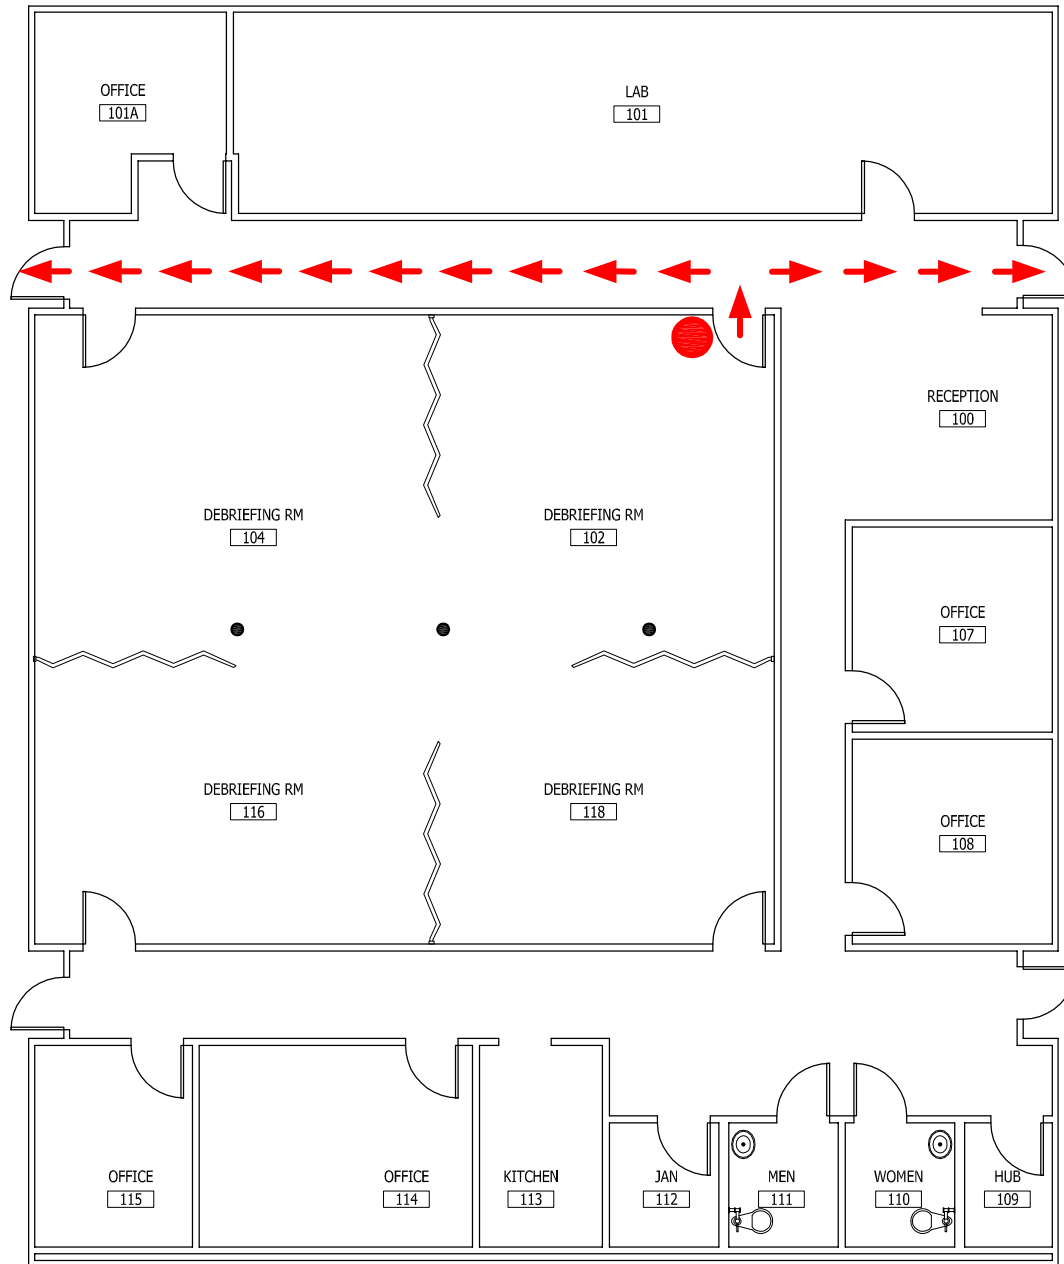 OFFICE
101A
LAB
101
RECEPTION
100
DEBRIEFING RM
104
DEBRIEFING RM
102
OFFICE
107
DEBRIEFING RM
116
DEBRIEFING RM
118
OFFICE
108
OFFICE
115
OFFICE
114
KITCHEN
113
JAN
112
MEN
111
WOMEN
110
HUB
109